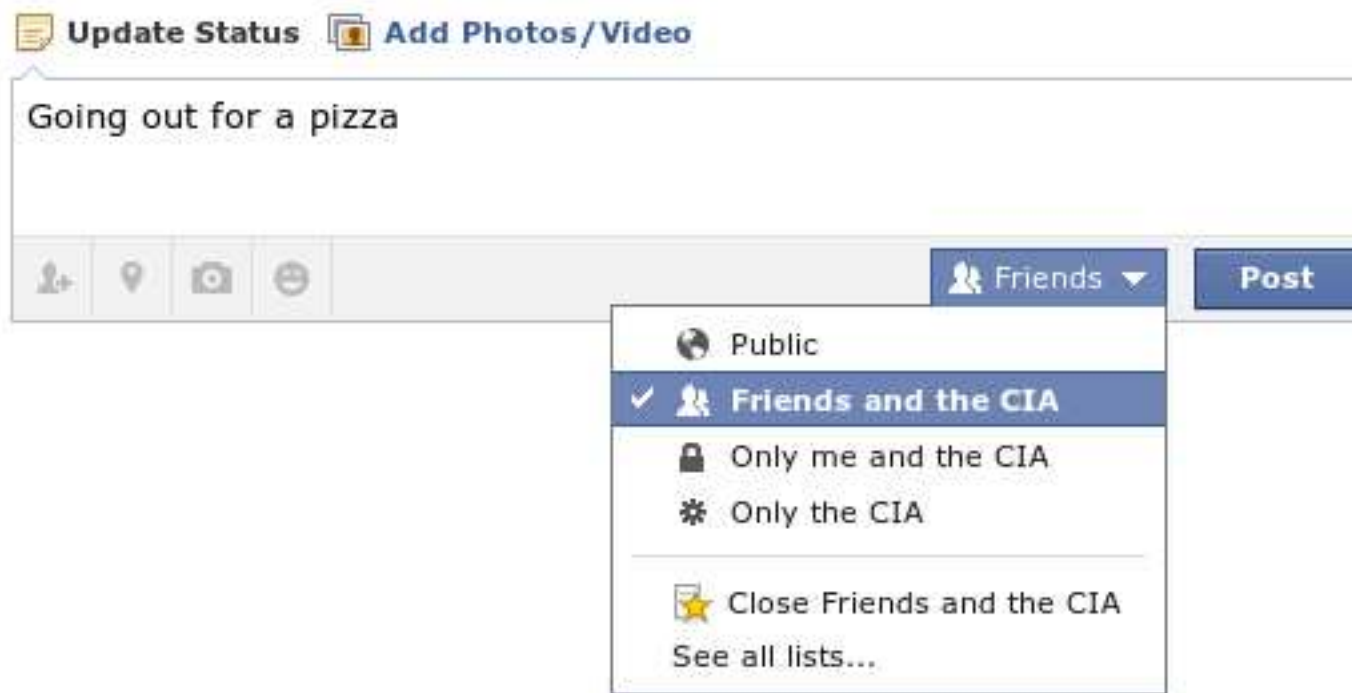 Update Status Add Photos/Video
Going out for a pizza
Friends Post
Public
Friends and the CIA
Only me and the CIA
Only the CIA
Close Friends and the CIA
See all lists...